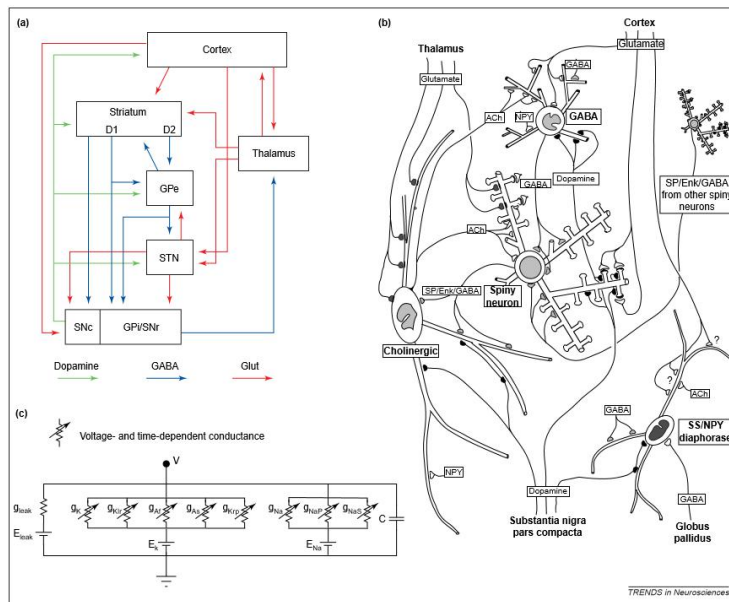 (a)
Cortex
Striatum
D1 D2
Thalamus
GPe
STN
SNc GPi/SNr
Dopamine GABA Glut
(b)
Cortex
Thalamus
Glutamate
Glutamate
GABA
ACh
NPY
GABA
Dopamine
GABA
SP/Enk/GABA
from other spiny
neurons
ACh
SP/Enk/GABA
Spiny
neuron
Cholinergic
?
?
ACh
GABA
SS/NPY
diaphorase
NPY
Dopamine
GABA
Substantia nigra
pars compacta
Globus
pallidus
(c)
Voltage- and time-dependent conductance
V
gleak
gK gKir gAf gAs gKrp
gNa gNaP gNaS
C
Eleak
Ek
ENa
TRENDS in Neurosciences